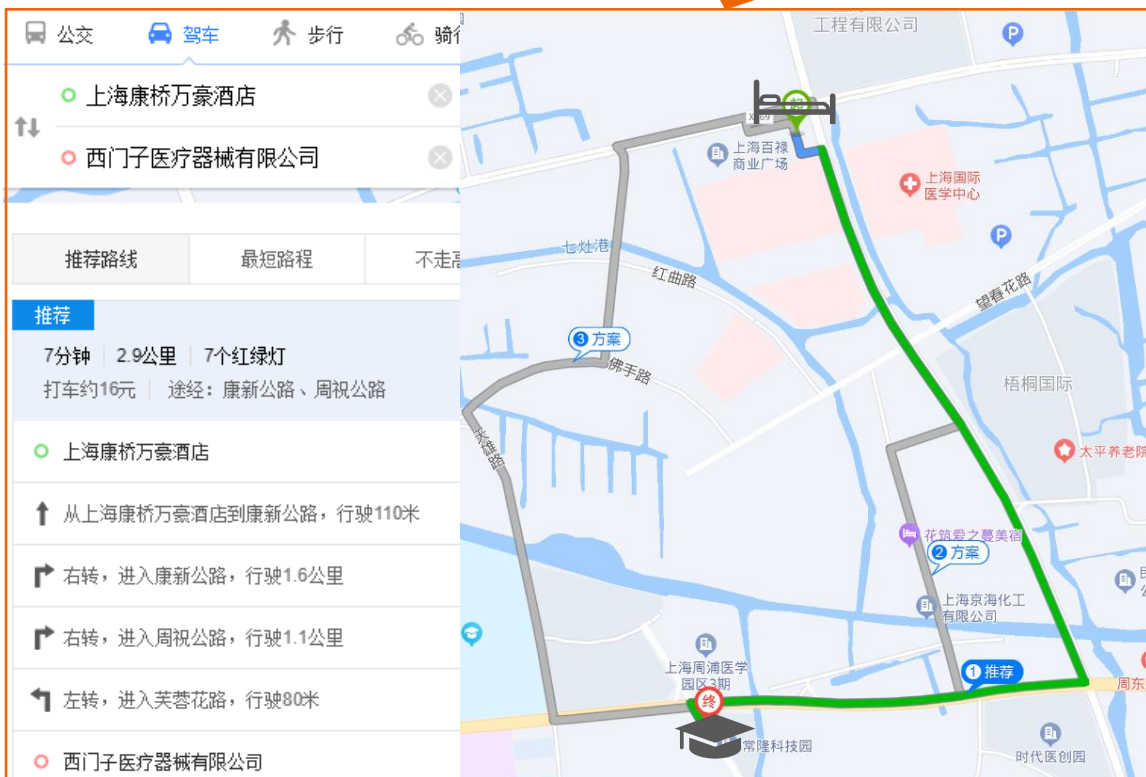 公交
驾车
步行
上海康桥万豪酒店
西门子医疗器械有限公司
推荐路线
最短路程
不走高
推荐
7分钟 2.9公里 7个红绿灯
打车约16元 途经：康新公路、周祝公路
上海康桥万豪酒店
从上海康桥万豪酒店到康新公路，行驶110米
右转，进入康新公路，行驶1.6公里
右转，进入周祝公路，行驶1.1公里
左转，进入芙蓉花路，行驶80米
西门子医疗器械有限公司
工程有限公司
P
上海百禄
商业广场
上海国际
医学中心
P
七灶港
红曲路
望春花路
3 方案
佛手路
梧桐国际
天雄路
太平养老院
花筑爱之蔓美宿
2 方案
上海京海化工
有限公司
上海周浦医学
园区3期
1 推荐
周东
终
常隆科技园
时代医创园